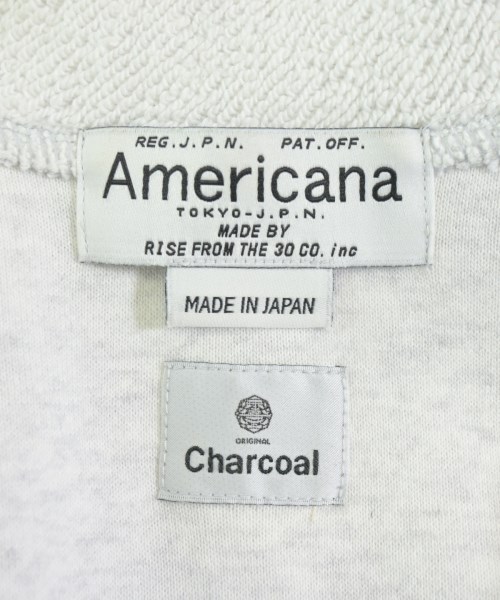 REG.J.P.N. PAT.OFF.
Americana
TOKYO-J.P.N.
MADE BY
RISE FROM THE 30 CO. inc
MADE IN JAPAN
ORIGINAL
Charcoal